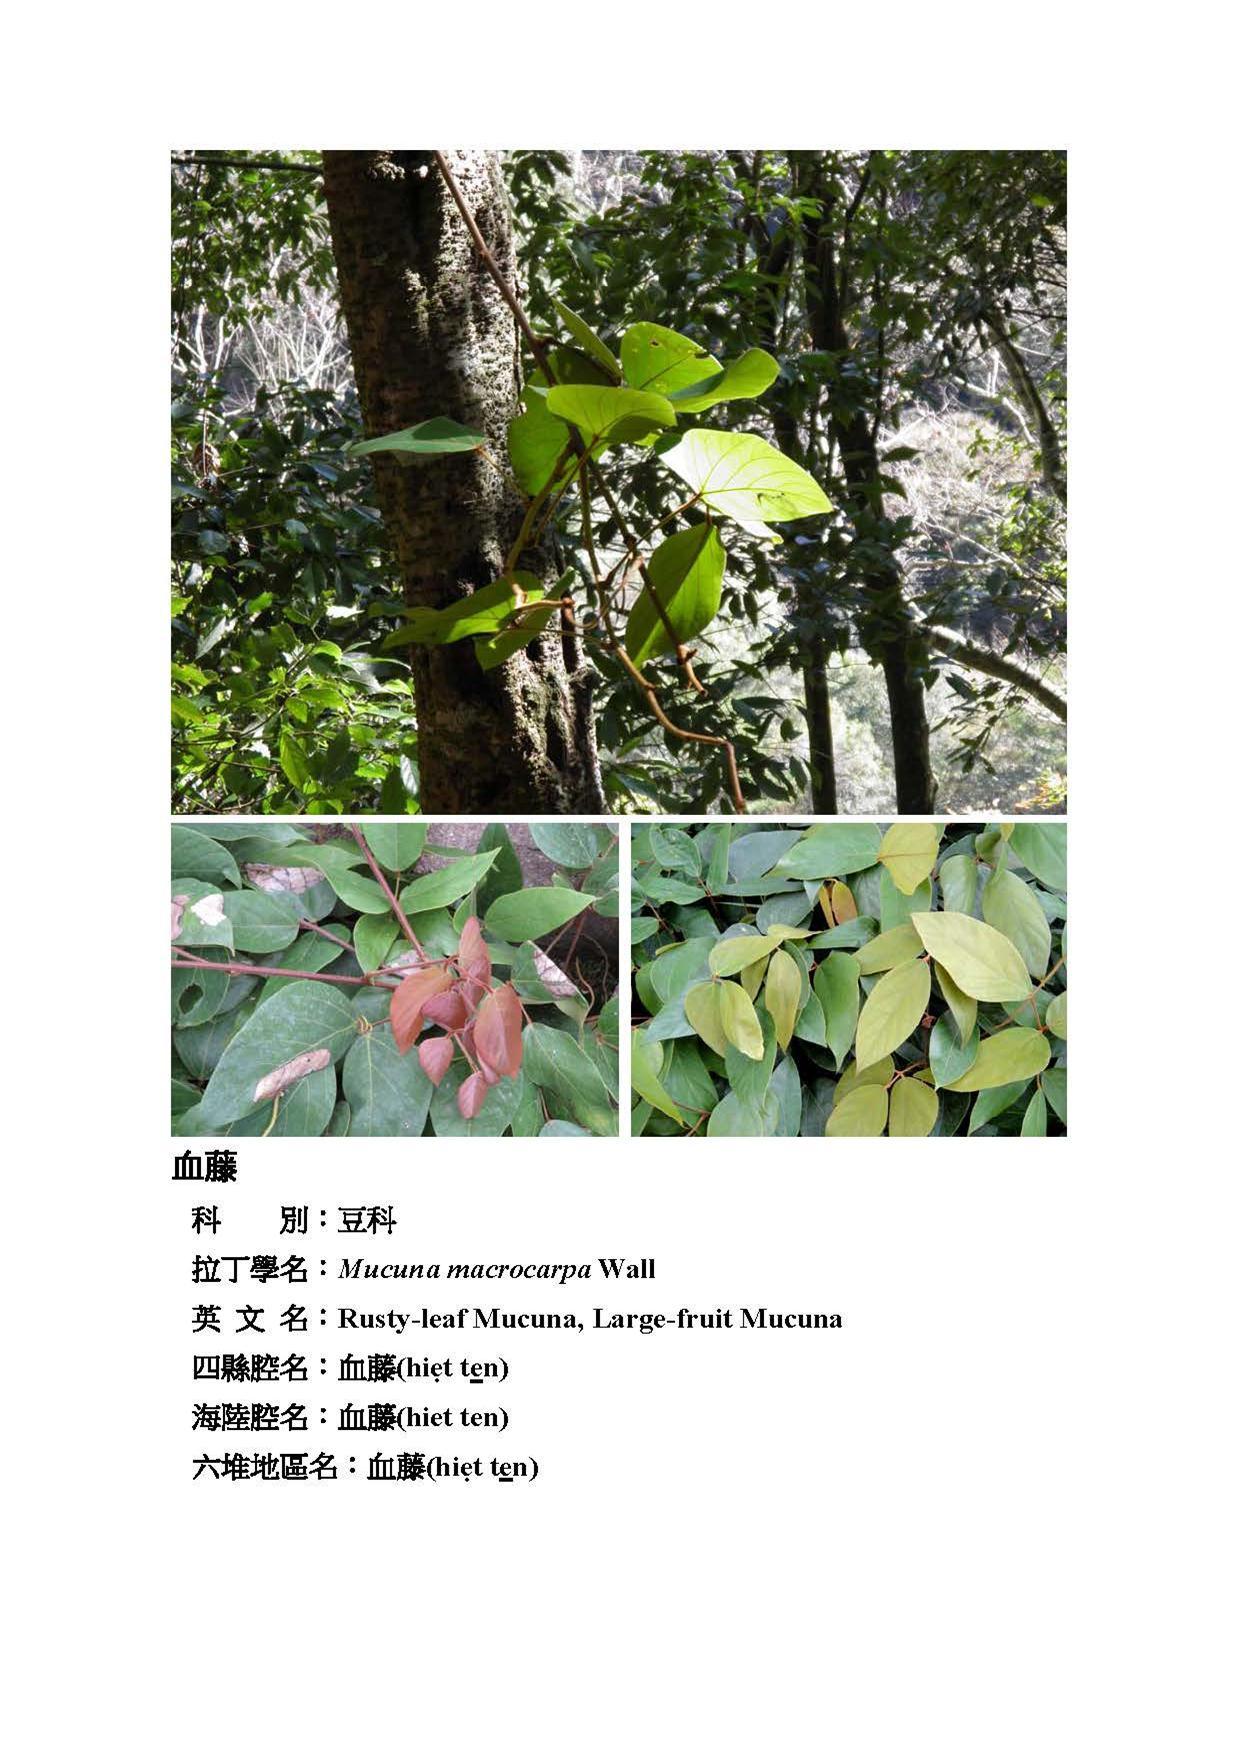 血藤
科　　別：豆科
拉丁學名：Mucuna macrocarpa Wall
英 文 名：Rusty-leaf Mucuna, Large-fruit Mucuna
四縣腔名：血藤(hiẹt te̲n)
海陸腔名：血藤(hiet ten)
六堆地區名：血藤(hiẹt te̲n)